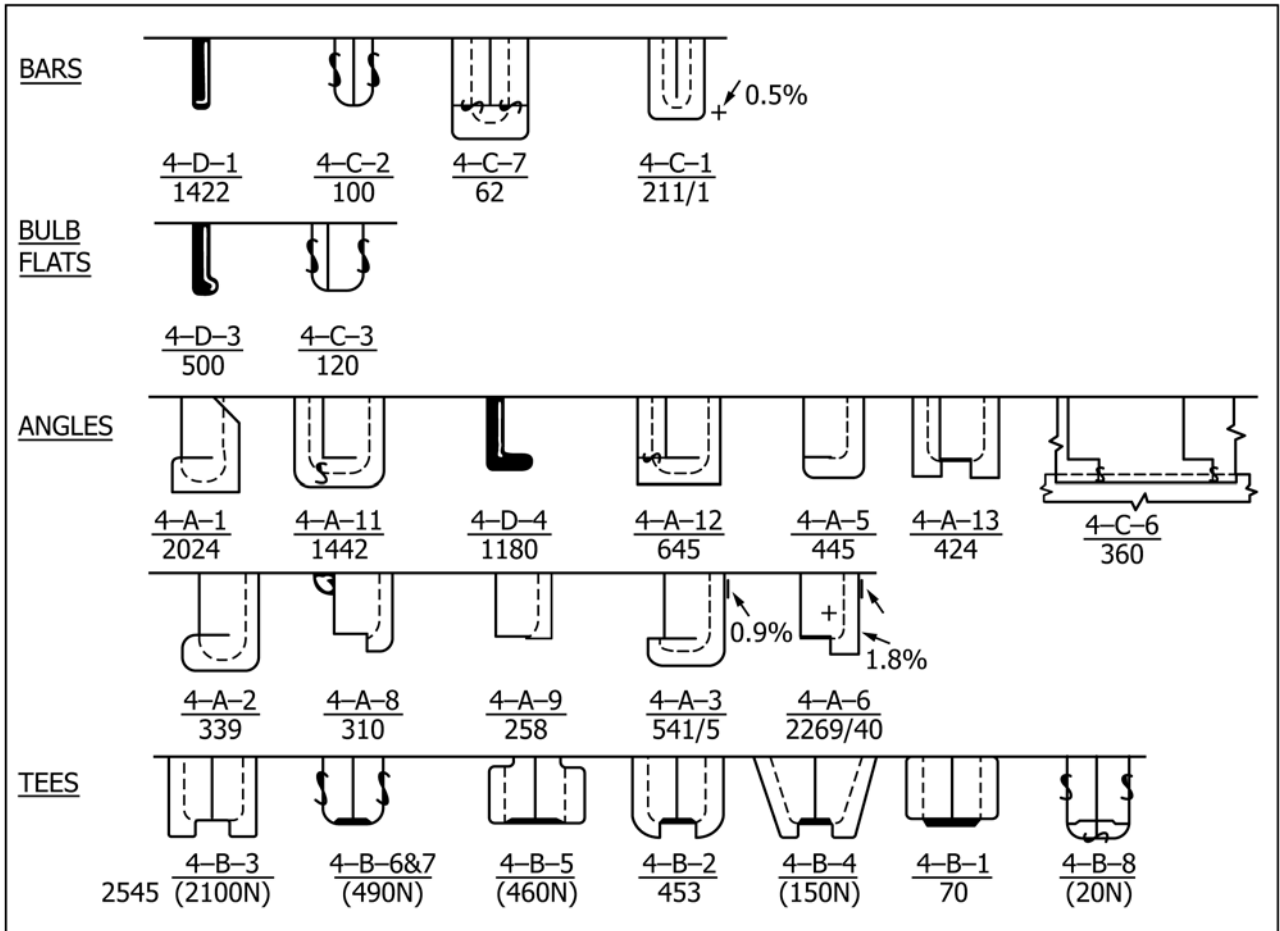 BARS
0.5%
4–D–1 4–C–2 4–C–7 4–C–1
1422 100 62 211/1
BULB
FLATS
4–D–3 4–C–3
500 120
ANGLES
4–A–1 4–A–11 4–D–4 4–A–12 4–A–5 4–A–13 4–C–6
2024 1442 1180 645 445 424 360
0.9%
1.8%
4–A–2 4–A–8 4–A–9 4–A–3 4–A–6
339 310 258 541/5 2269/40
TEES
4–B–3 4–B–6&7 4–B–5 4–B–2 4–B–4 4–B–1 4–B–8
2545 (2100N) (490N) (460N) 453 (150N) 70 (20N)